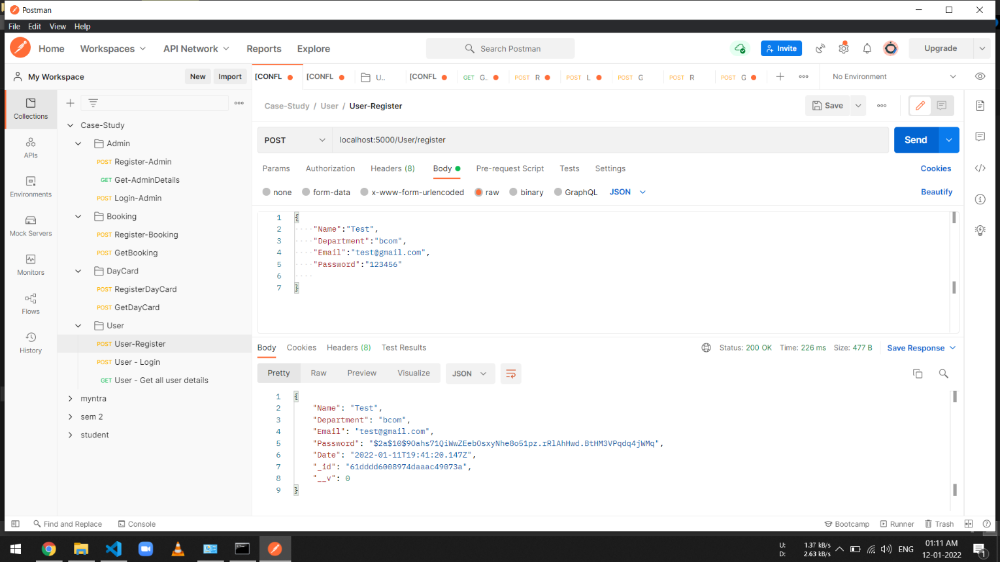 Postman
File Edit View Help
Home Workspaces API Network Reports Explore
Search Postman
Invite
Upgrade
My Workspace
New Import
[CONFL [CONFL U.. [CONFL GET G.. POST R POST L POST G POST R POST G
No Environment
Collections
APIs
Environments
Mock Servers
Monitors
Flows
History
Case-Study
Admin
POST Register-Admin
GET Get-AdminDetails
POST Login-Admin
Booking
POST Register-Booking
POST GetBooking
DayCard
POST RegisterDayCard
POST GetDayCard
User
POST User-Register
POST User - Login
GET User - Get all user details
myntra
sem 2
student
Case-Study / User / User-Register
Save
POST localhost:5000/User/register
Send
Params Authorization Headers (8) Body Pre-request Script Tests Settings
Cookies
none form-data x-www-form-urlencoded raw binary GraphQL JSON
Beautify
1 {
2 "Name":"Test",
3 "Department":"bcom",
4 "Email":"test@gmail.com",
5 "Password":"123456"
6
7 }
Body Cookies Headers (8) Test Results
Status: 200 OK Time: 226 ms Size: 477 B Save Response
Pretty Raw Preview Visualize JSON
1 {
2 "Name": "Test",
3 "Department": "bcom",
4 "Email": "test@gmail.com",
5 "Password": "$2a$10$9Oahs71QiWwZEebOsxyNhe8o51pz.rRlAhHwd.BtHM3VPqdq4jWMq",
6 "Date": "2022-01-11T19:41:20.147Z",
7 "_id": "61dddd6008974daaac49073a",
8 "__v": 0
9 }
Find and Replace Console
Bootcamp Runner Trash
U: 1.37 kB/s
D: 2.63 kB/s
ENG
01:11 AM
12-01-2022
1